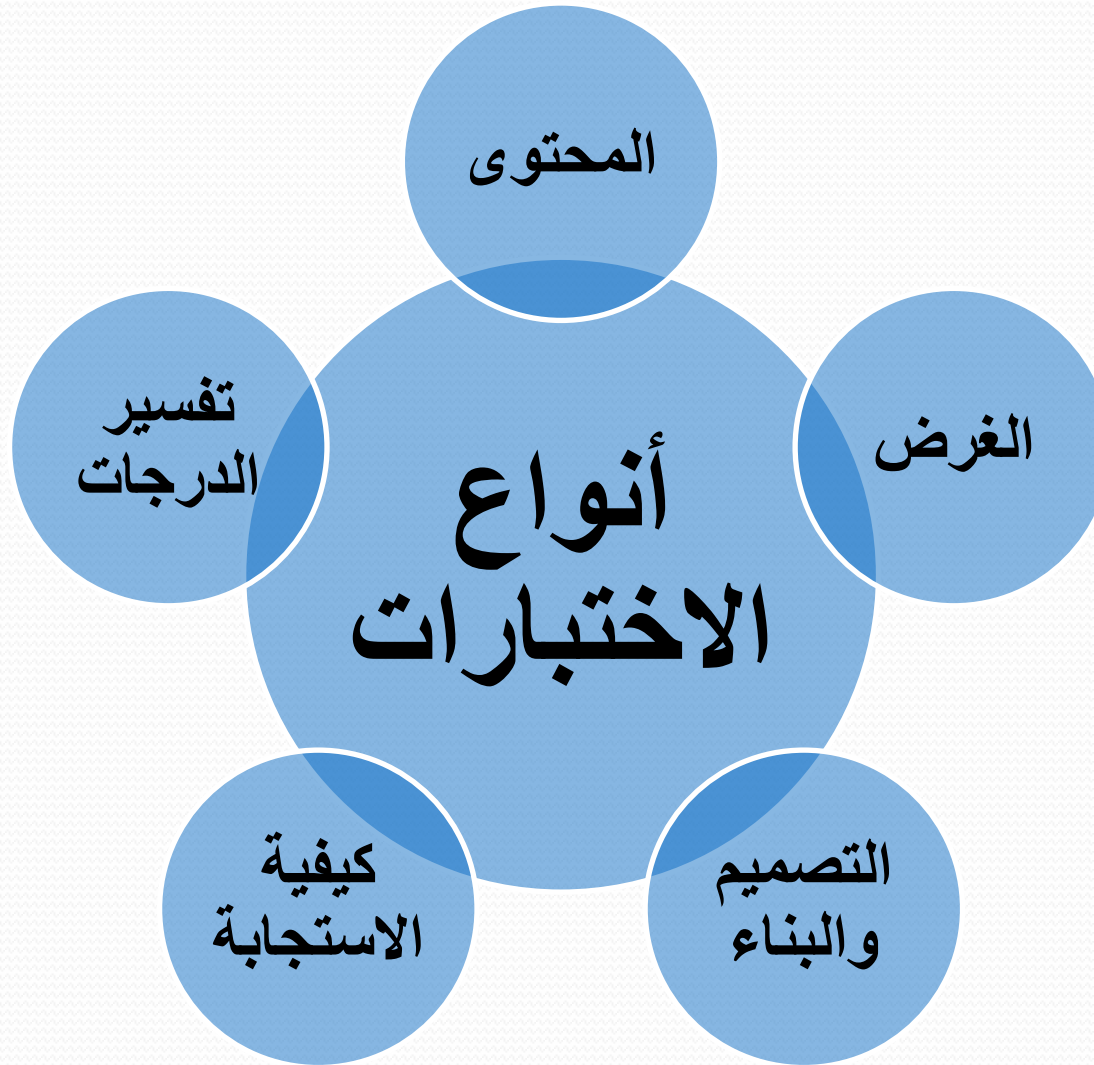 المحتوى
الغرض
تفسير
الدرجات
أنواع
الاختبارات
التصميم
والبناء
كيفية
الاستجابة